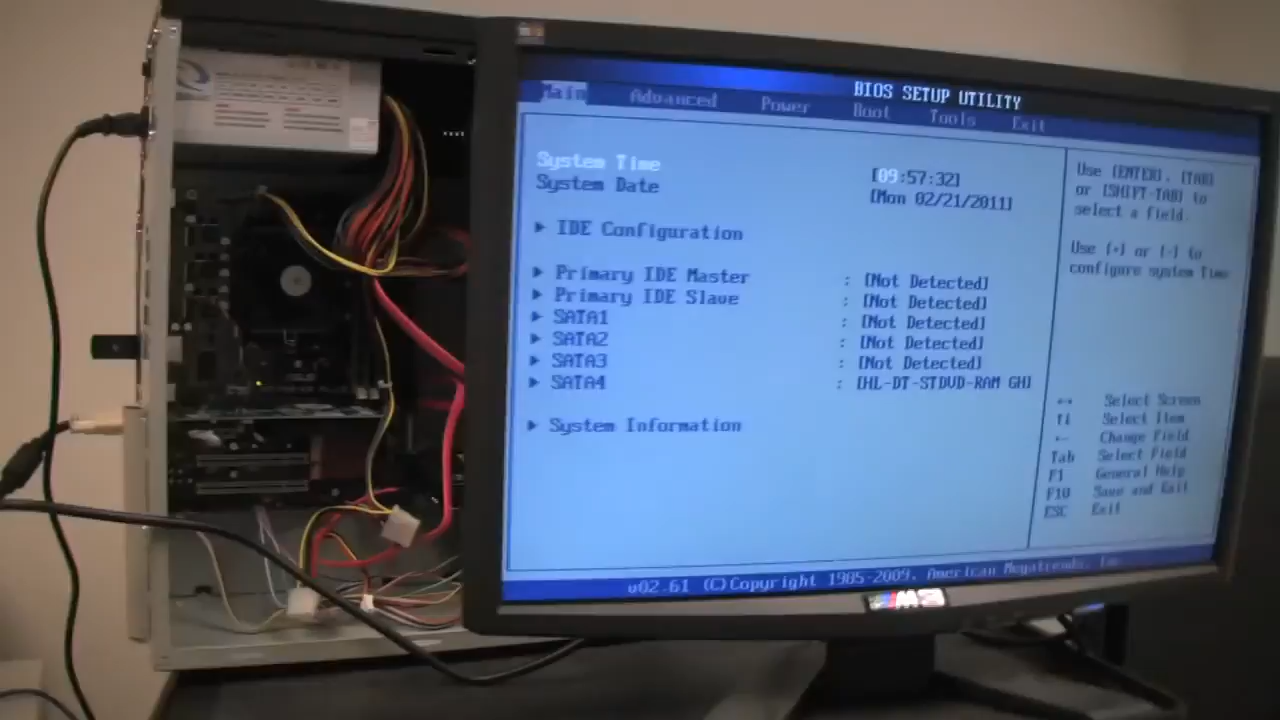 BIOS SETUP UTILITY
Main Advanced Power Boot Tools Exit
System Time [09:57:32]
System Date [Mon 02/21/2011]
IDE Configuration
Primary IDE Master : [Not Detected]
Primary IDE Slave : [Not Detected]
SATA1 : [Not Detected]
SATA2 : [Not Detected]
SATA3 : [Not Detected]
SATA4 : [HL-DT-STDVD-RAM GH]
System Information
Use [ENTER], [TAB]
or [SHIFT-TAB] to
select a field.
Use [+] or [-] to
configure system Time
←→ Select Screen
↑↓ Select Item
←- Change Field
Tab Select Field
F1 General Help
F10 Save and Exit
ESC Exit
v02.61 (C)Copyright 1985-2009, American Megatrends, Inc
M3